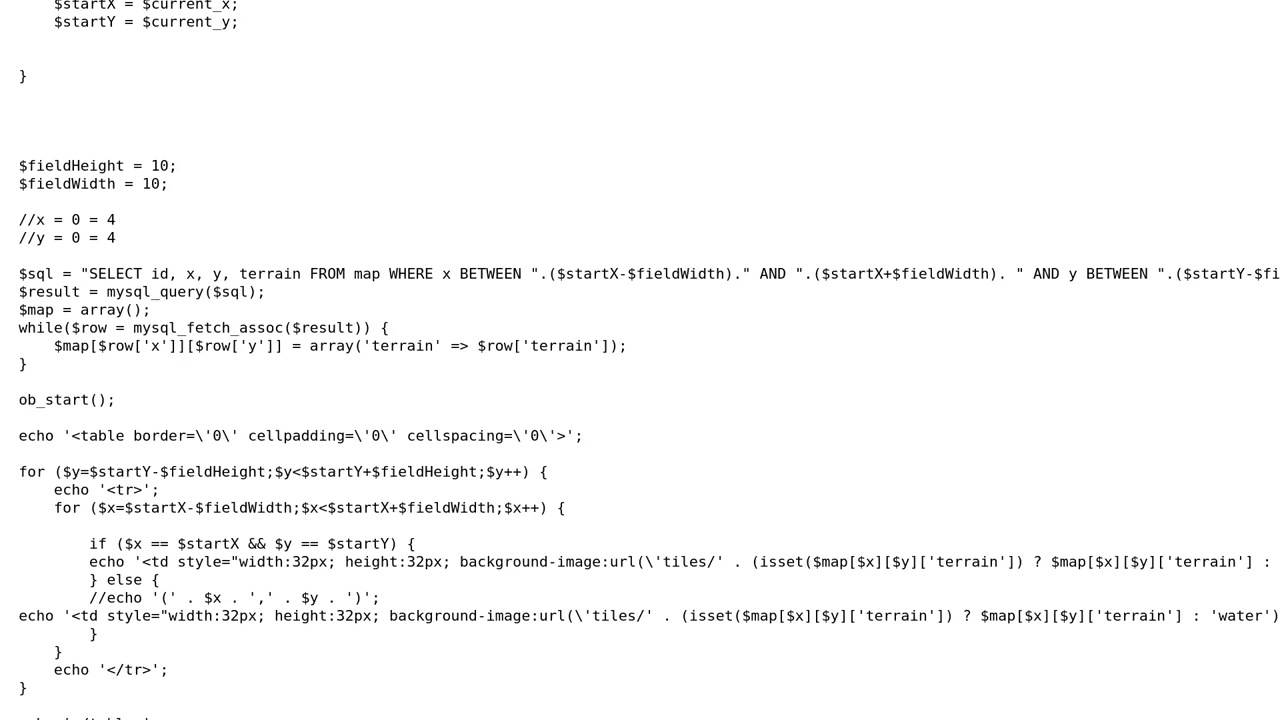 $startX = $current_x;
$startY = $current_y;
}
$fieldHeight = 10;
$fieldWidth = 10;
//x = 0 = 4
//y = 0 = 4
$sql = "SELECT id, x, y, terrain FROM map WHERE x BETWEEN ".($startX-$fieldWidth)." AND ".($startX+$fieldWidth). " AND y BETWEEN ".($startY-$fi
$result = mysql_query($sql);
$map = array();
while($row = mysql_fetch_assoc($result)) {
$map[$row['x']][$row['y']] = array('terrain' => $row['terrain']);
}
ob_start();
echo '<table border=\'0\' cellpadding=\'0\' cellspacing=\'0\'>';
for ($y=$startY-$fieldHeight;$y<$startY+$fieldHeight;$y++) {
echo '<tr>';
for ($x=$startX-$fieldWidth;$x<$startX+$fieldWidth;$x++) {
if ($x == $startX && $y == $startY) {
echo '<td style="width:32px; height:32px; background-image:url(\'tiles/' . (isset($map[$x][$y]['terrain']) ? $map[$x][$y]['terrain'] :
} else {
//echo '(' . $x . ',' . $y . ')';
echo '<td style="width:32px; height:32px; background-image:url(\'tiles/' . (isset($map[$x][$y]['terrain']) ? $map[$x][$y]['terrain'] : 'water')
}
}
echo '</tr>';
}